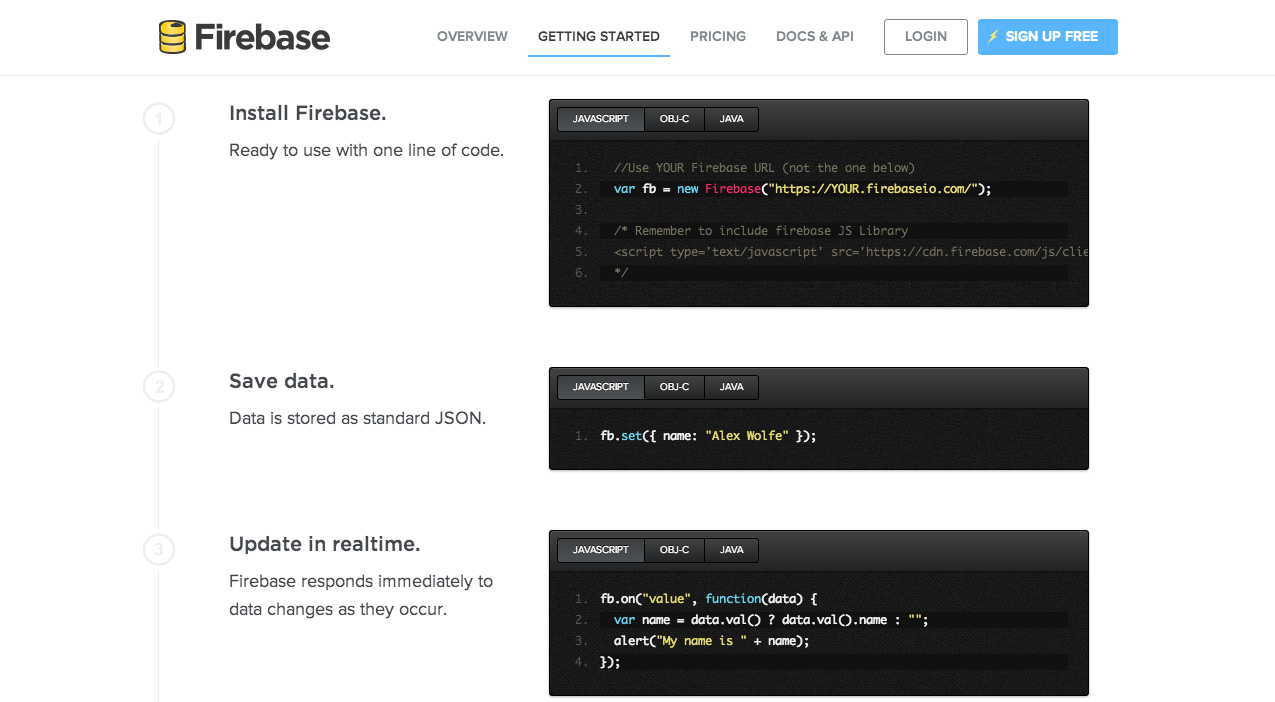 Firebase
OVERVIEW
GETTING STARTED
PRICING
DOCS & API
LOGIN
SIGN UP FREE
1
Install Firebase.
Ready to use with one line of code.
JAVASCRIPT
OBJ-C
JAVA
1. //Use YOUR Firebase URL (not the one below)
2. var fb = new Firebase("https://YOUR.firebaseio.com/");
3.
4. /* Remember to include firebase JS Library
5. <script type='text/javascript' src='https://cdn.firebase.com/js/clie
6. */
2
Save data.
Data is stored as standard JSON.
JAVASCRIPT
OBJ-C
JAVA
1. fb.set({ name: "Alex Wolfe" });
3
Update in realtime.
Firebase responds immediately to
data changes as they occur.
JAVASCRIPT
OBJ-C
JAVA
1. fb.on("value", function(data) {
2. var name = data.val() ? data.val().name : "";
3. alert("My name is " + name);
4. });